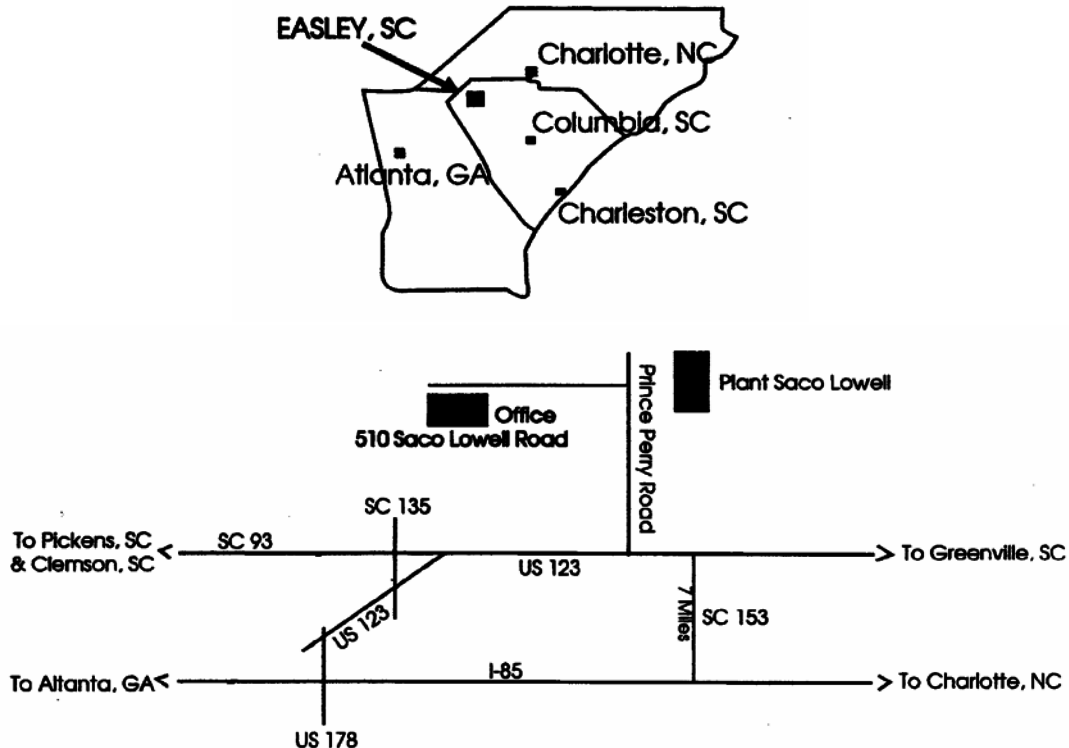 EASLEY, SC
Charlotte, NC
Columbia, SC
Atlanta, GA
Charleston, SC
Prince Perry Road
Plant Saco Lowell
Office
510 Saco Lowell Road
SC 135
To Pickens, SC
& Clemson, SC
SC 93
US 123
To Greenville, SC
US 123
7 Miles
SC 153
To Altanta, GA
I-85
To Charlotte, NC
US 178